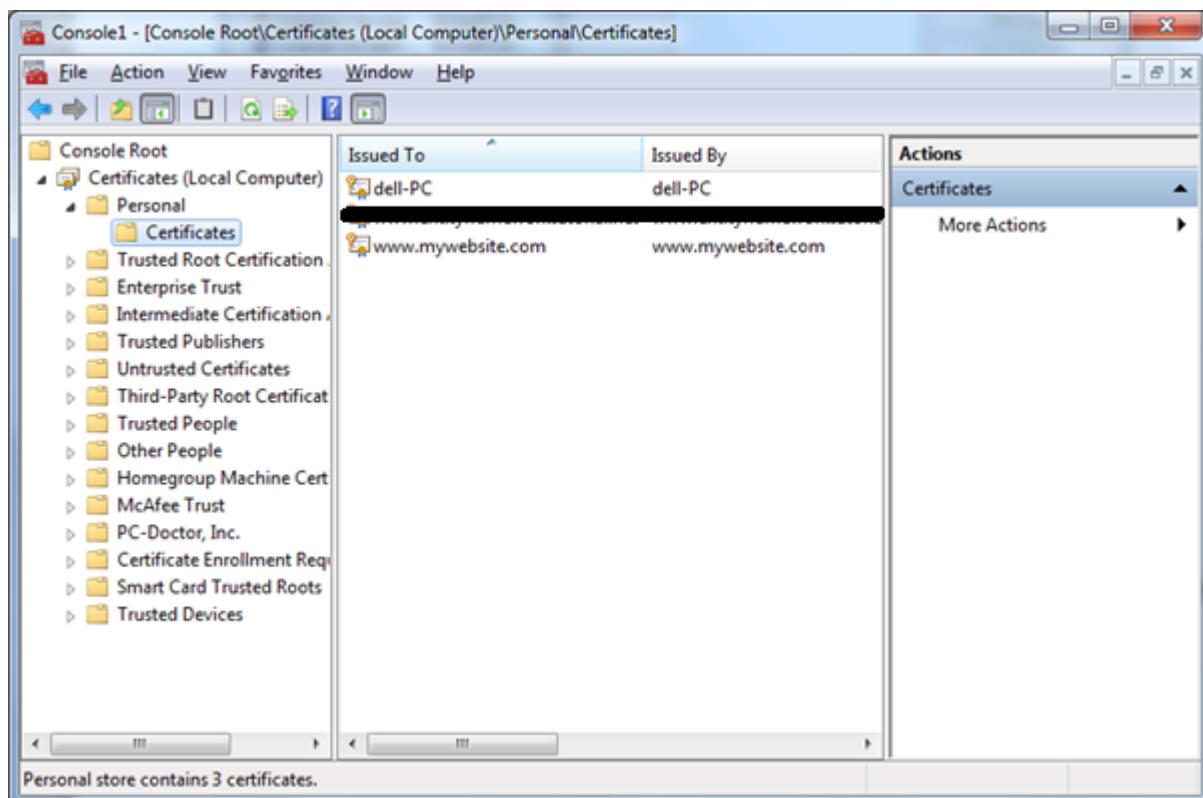 Console1 - [Console Root\Certificates (Local Computer)\Personal\Certificates]
File Action View Favorites Window Help
Console Root
Certificates (Local Computer)
Personal
Certificates
Trusted Root Certification
Enterprise Trust
Intermediate Certification
Trusted Publishers
Untrusted Certificates
Third-Party Root Certificat
Trusted People
Other People
Homegroup Machine Cert
McAfee Trust
PC-Doctor, Inc.
Certificate Enrollment Requ
Smart Card Trusted Roots
Trusted Devices
Issued To Issued By
dell-PC dell-PC
www.mywebsite.com www.mywebsite.com
Actions
Certificates
More Actions
Personal store contains 3 certificates.